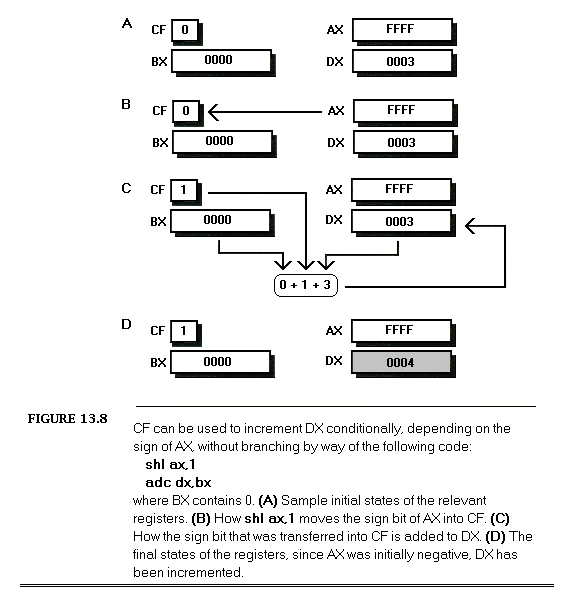 A CF 0 AX FFFF
BX 0000 DX 0003
B CF 0 AX FFFF
BX 0000 DX 0003
C CF 1 AX FFFF
BX 0000 DX 0003
0 + 1 + 3
D CF 1 AX FFFF
BX 0000 DX 0004
FIGURE 13.8
CF can be used to increment DX conditionally, depending on the
sign of AX, without branching by way of the following code:
shl ax,1
adc dx,bx
where BX contains 0. (A) Sample initial states of the relevant
registers. (B) How shl ax,1 moves the sign bit of AX into CF. (C)
How the sign bit that was transferred into CF is added to DX. (D) The
final states of the registers, since AX was initially negative, DX has
been incremented.